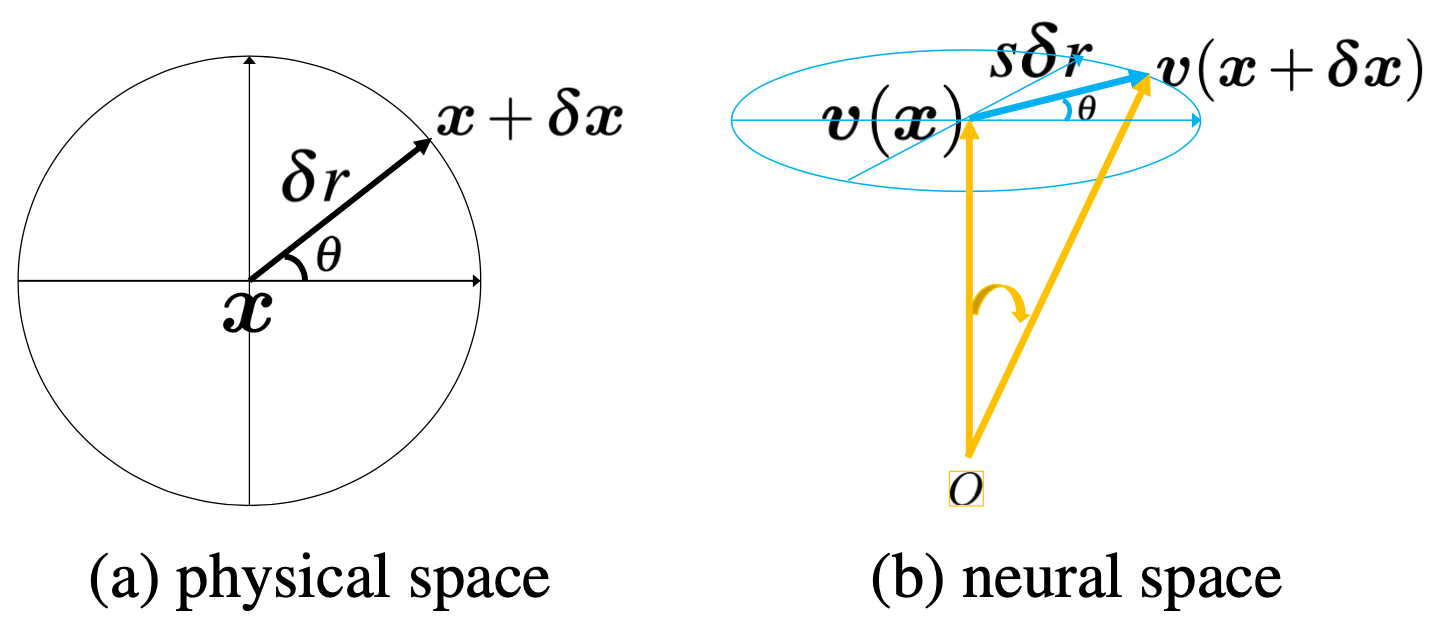 x + δx
δr
θ
x
sδr
v(x + δx)
v(x)
θ
O
(a) physical space
(b) neural space